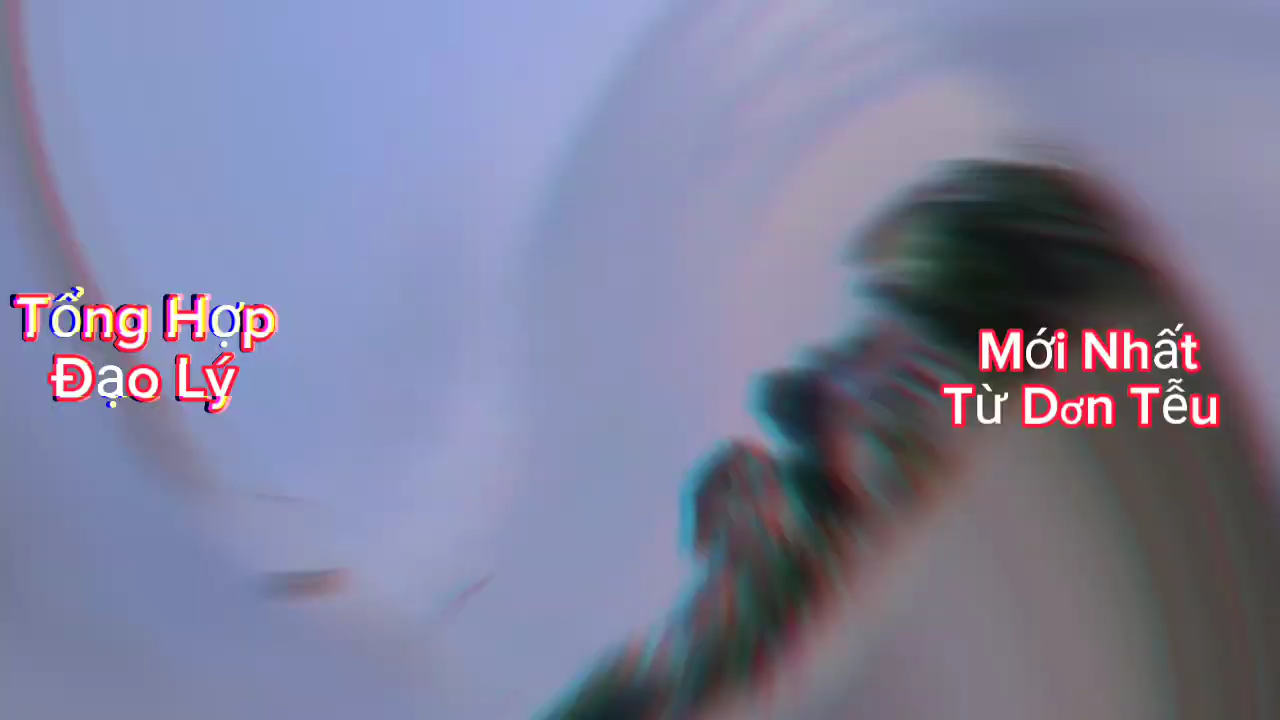 Tổng Hợp
Đạo Lý
Mới Nhất
Từ Dơn Tễu